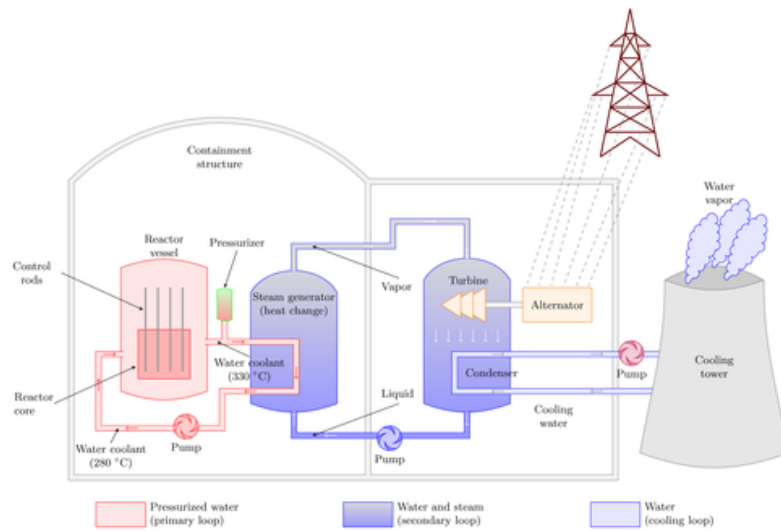 Containment
structure
Water
vapor
Reactor
vessel
Pressurizer
Control
rods
Vapor
Turbine
Steam generator
(heat change)
Alternator
Water coolant
(330 °C)
Condenser
Pump
Cooling
tower
Reactor
core
Liquid
Cooling
water
Water coolant
(280 °C)
Pump
Pump
Pressurized water
(primary loop)
Water and steam
(secondary loop)
Water
(cooling loop)